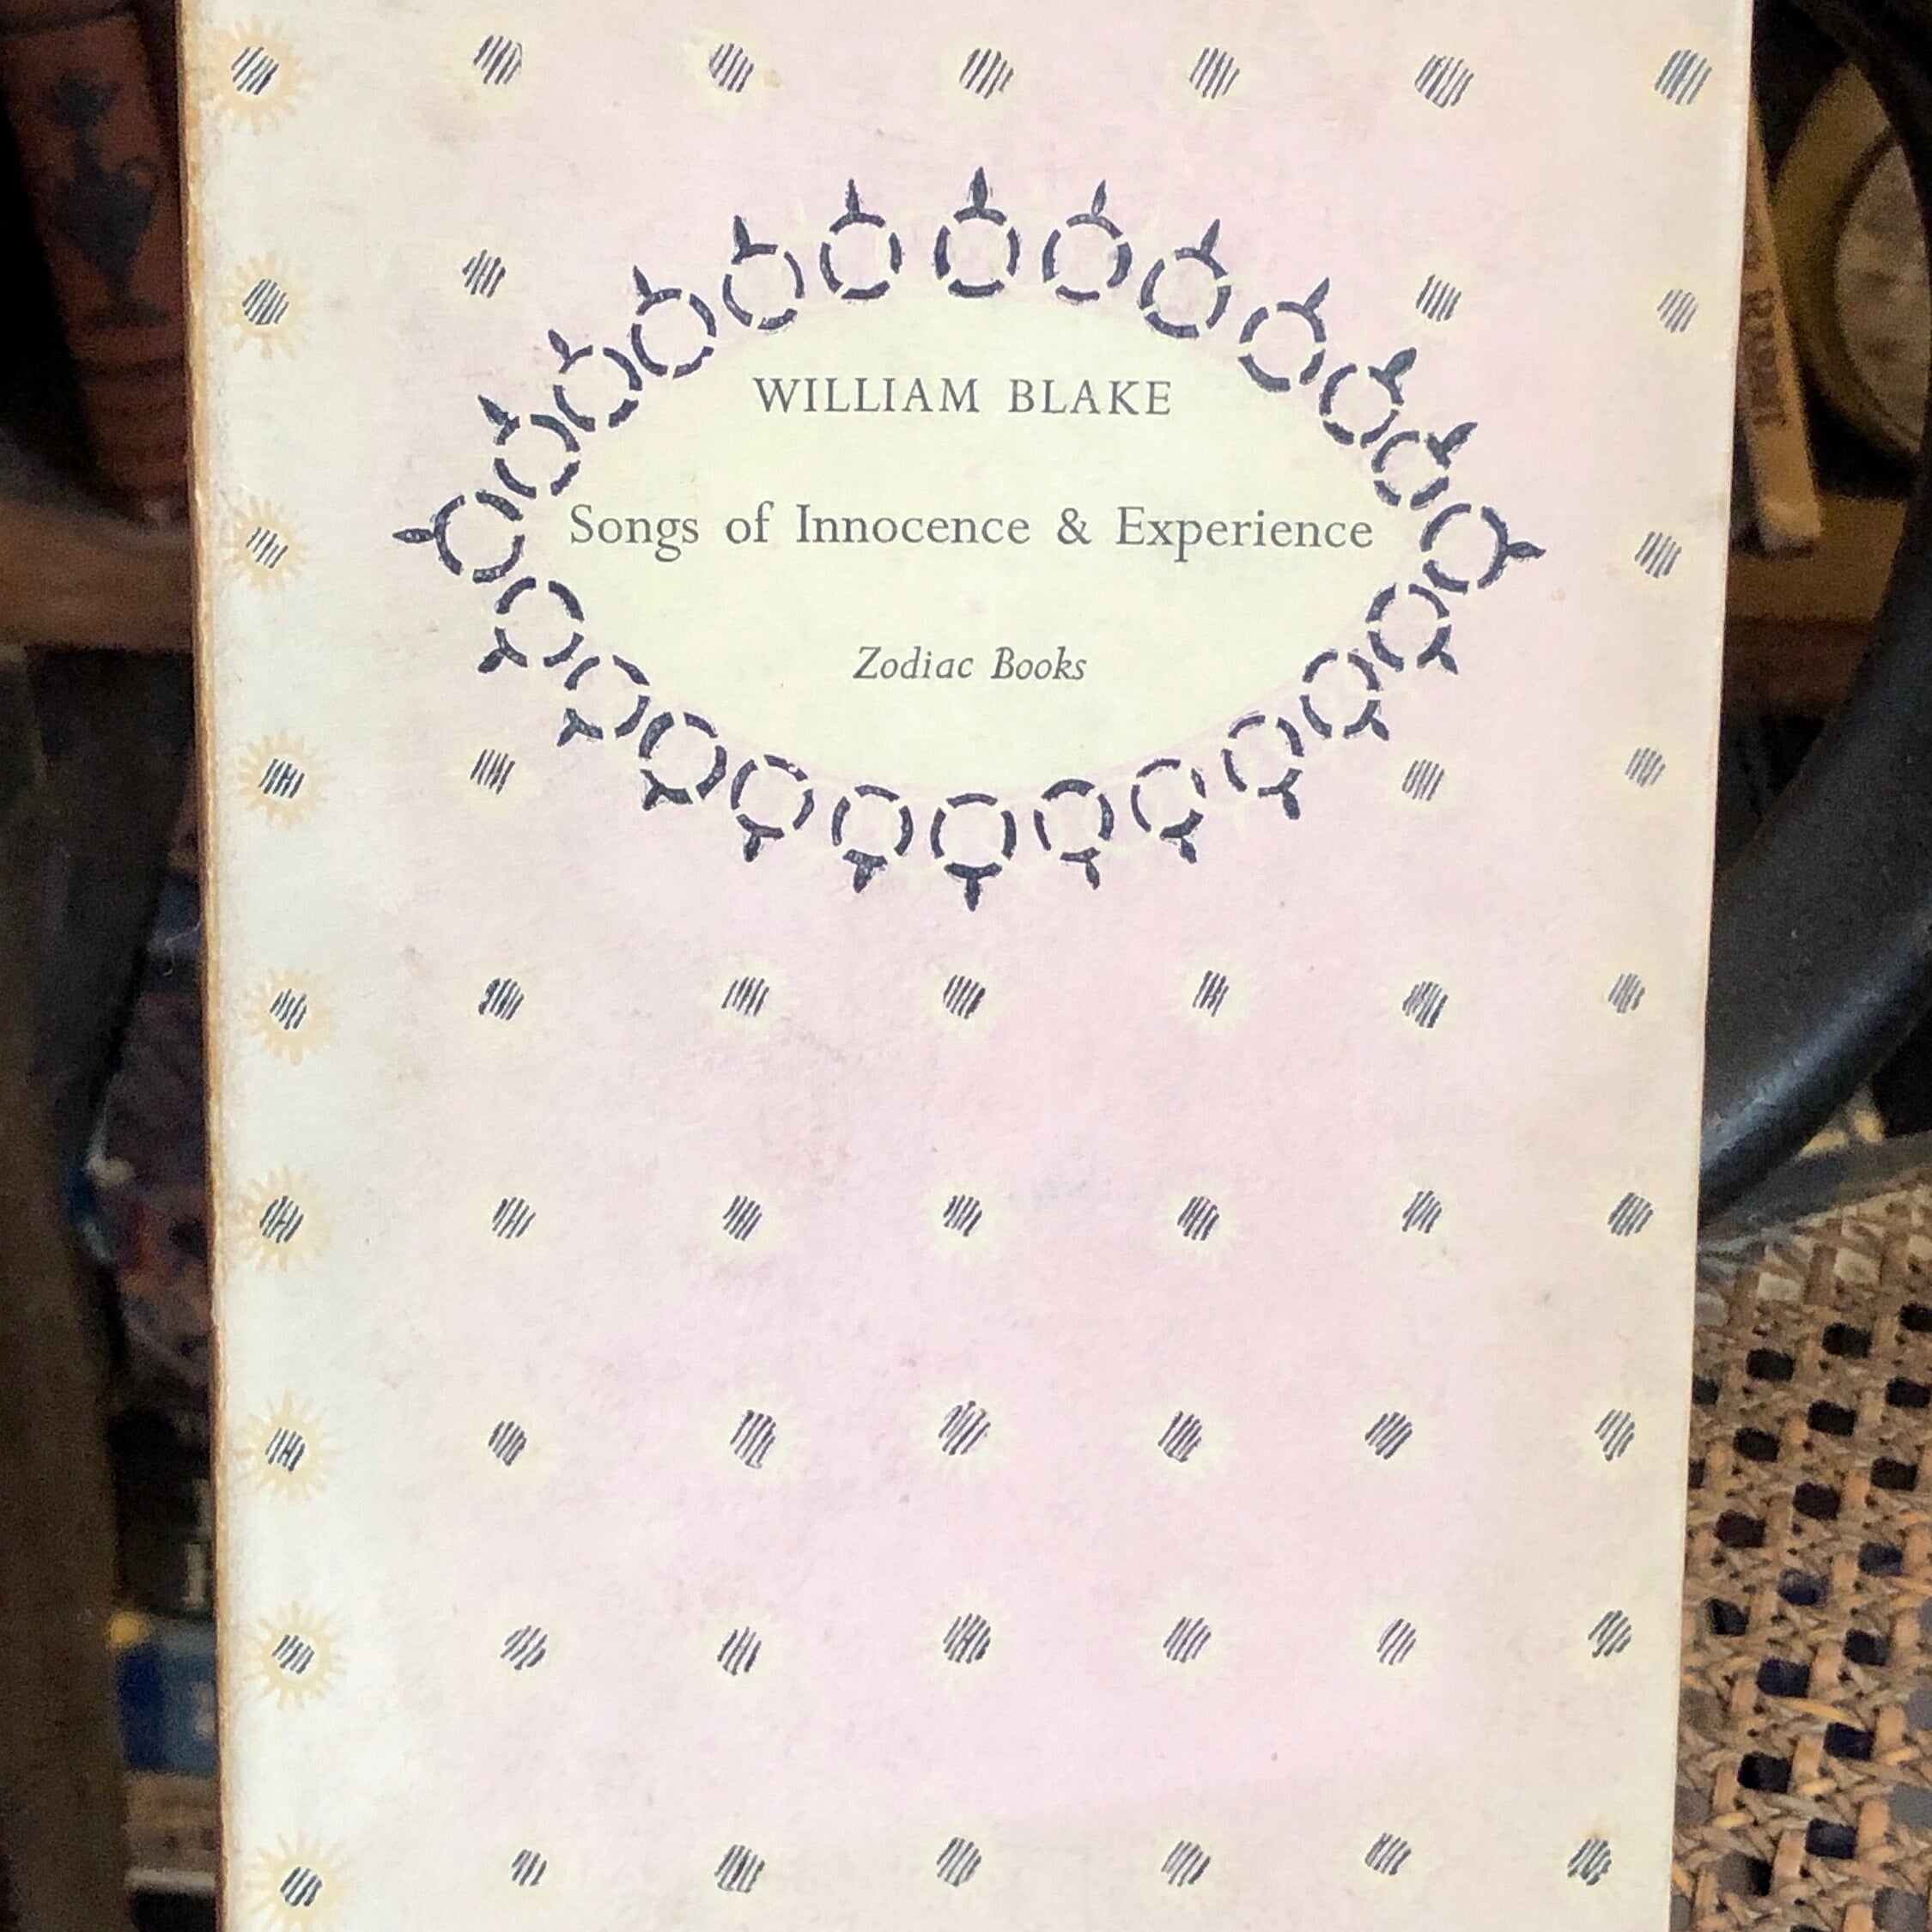 WILLIAM BLAKE
Songs of Innocence & Experience
Zodiac Books